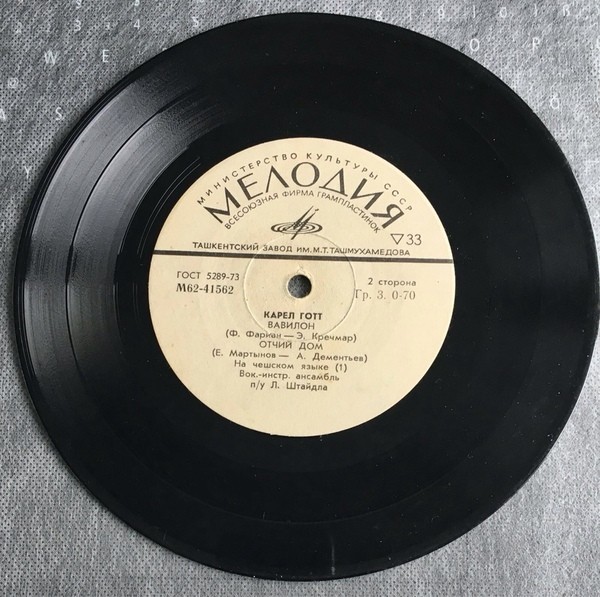 МИНИСТЕРСТВО КУЛЬТУРЫ СССР
МЕЛОДИЯ
ВСЕСОЮЗНАЯ ФИРМА ГРАМПЛАСТИНОК
▽33
ТАШКЕНТСКИЙ ЗАВОД ИМ. М.Т. ТАШМУХАМЕДОВА
ГОСТ 5289-73
М62-41562
2 сторона
Гр. 3. 0-70
КАРЕЛ ГОТТ
ВАВИЛОН
(Ф. Фариан — Э. Кречмар)
ОТЧИЙ ДОМ
(Е. Мартынов — А. Дементьев)
На чешском языке (1)
Вок.-инстр. ансамбль
п/у Л. Штайдла